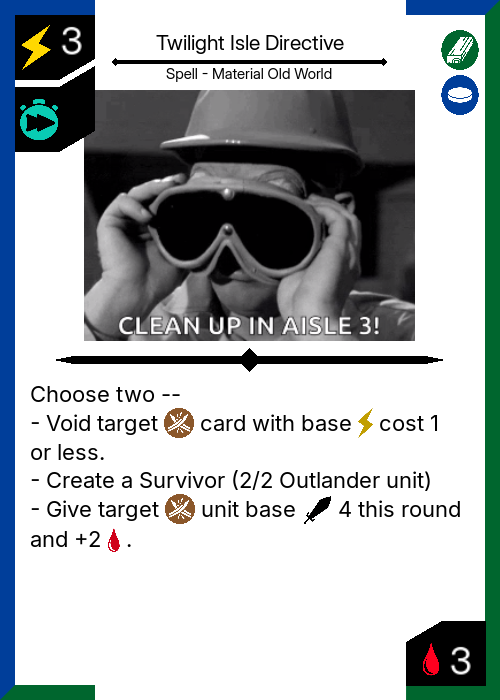 3
Twilight Isle Directive
Spell - Material Old World
CLEAN UP IN AISLE 3!
Choose two --
- Void target card with base cost 1
or less.
- Create a Survivor (2/2 Outlander unit)
- Give target unit base 4 this round
and +2 .
3